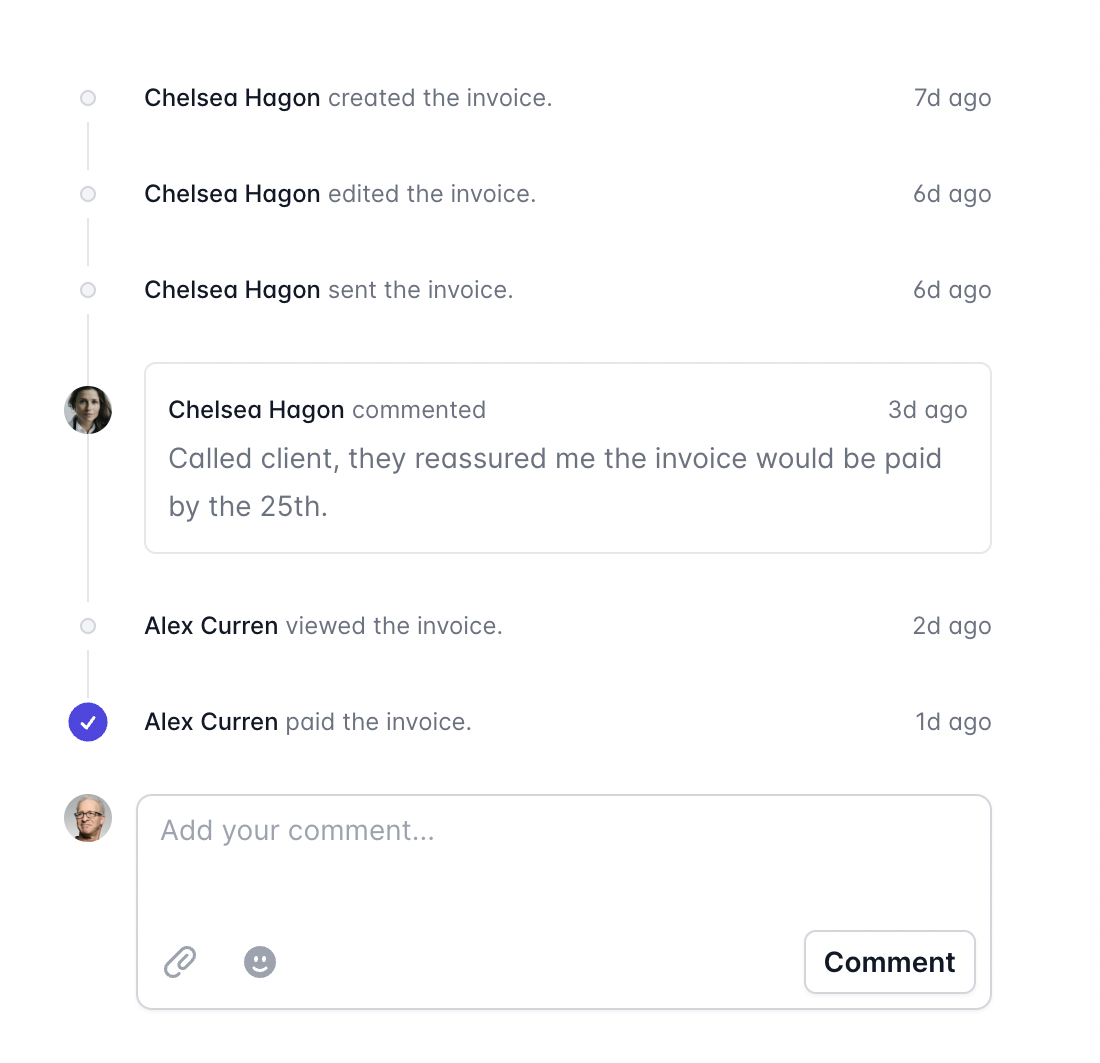 Chelsea Hagon created the invoice. 7d ago
Chelsea Hagon edited the invoice. 6d ago
Chelsea Hagon sent the invoice. 6d ago
Chelsea Hagon commented 3d ago
Called client, they reassured me the invoice would be paid
by the 25th.
Alex Curren viewed the invoice. 2d ago
Alex Curren paid the invoice. 1d ago
Add your comment...
Comment